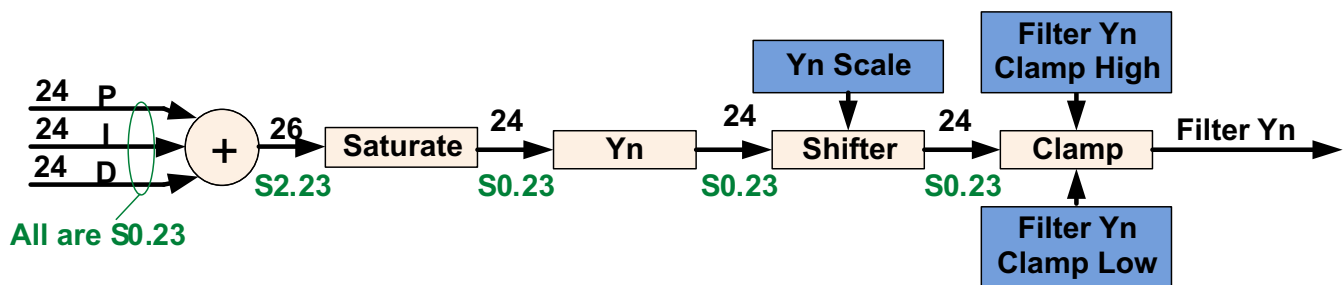 24 P
24 I
24 D
All are S0.23
+
26
S2.23
Saturate
24
S0.23
Yn
24
S0.23
Yn Scale
Shifter
24
S0.23
Filter Yn
Clamp High
Clamp
Filter Yn
Clamp Low
Filter Yn